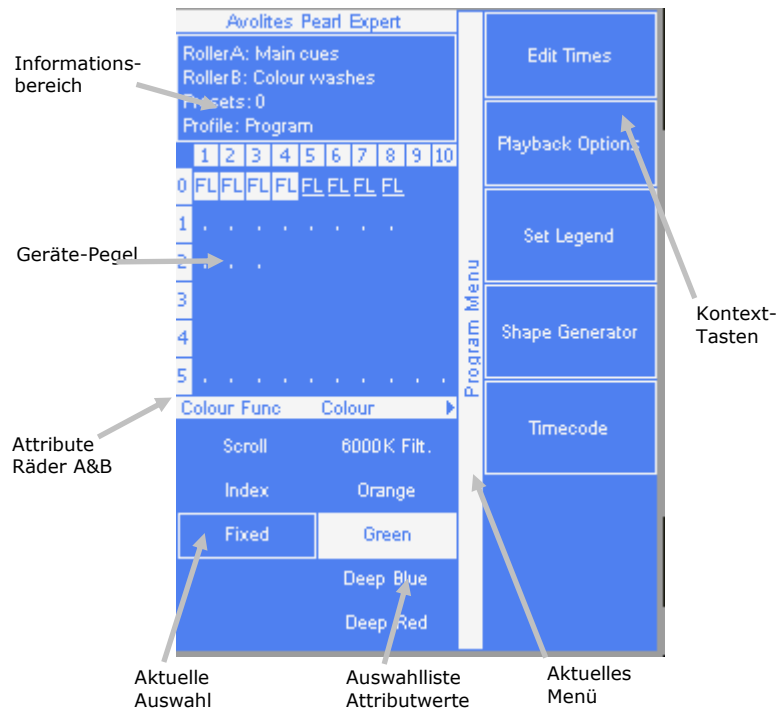 Avolites Pearl Expert
Informations-
bereich
RollerA: Main cues
RollerB: Colour washes
Presets: 0
Profile: Program
1 2 3 4 5 6 7 8 9 10
0 FL FL FL FL FL FL FL FL
1 . . . . . . . .
2 . . .
3
4
5 . . . . . . . . . .
Geräte-Pegel
Colour Func Colour
Scroll 6000K Filt.
Index Orange
Fixed Green
Deep Blue
Deep Red
Attribute
Räder A&B
Program Menu
Edit Times
Playback Options
Set Legend
Shape Generator
Timecode
Kontext-
Tasten
Aktuelle
Auswahl
Auswahlliste
Attributwerte
Aktuelles
Menü